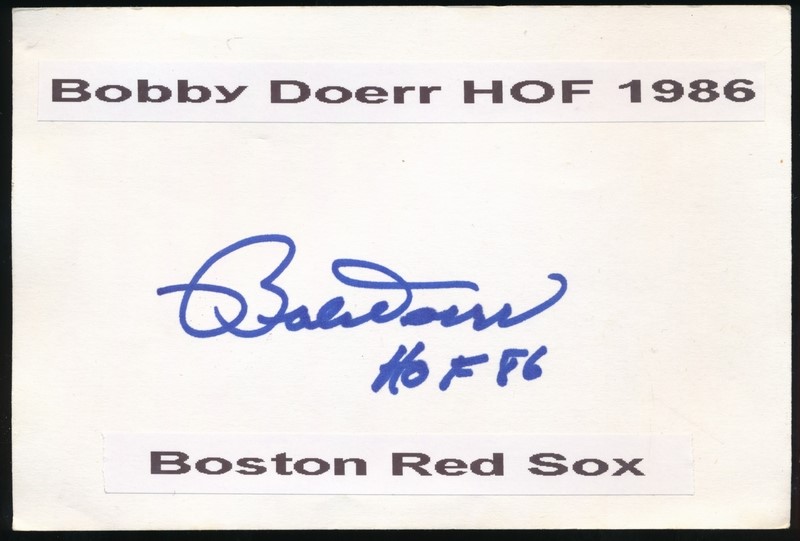 Bobby Doerr HOF 1986
Bobby Doerr
HOF 86
Boston Red Sox